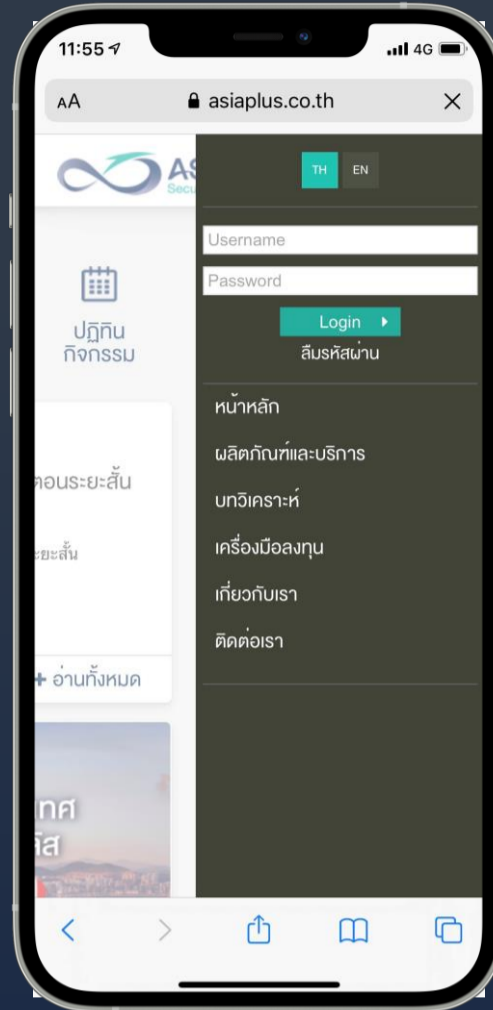 11:55
4G
AA
asiaplus.co.th
AS
Secu
TH EN
Username
Password
Login
ลืมรหัสผ่าน
ปฏิทิน
กิจกรรม
หน้าหลัก
ผลิตภัณฑ์และบริการ
บทวิเคราะห์
เครื่องมือลงทุน
เกี่ยวกับเรา
ติดต่อเรา
ตอนระยะสั้น
ะยะสั้น
+ อ่านทั้งหมด
ทศ
ัส